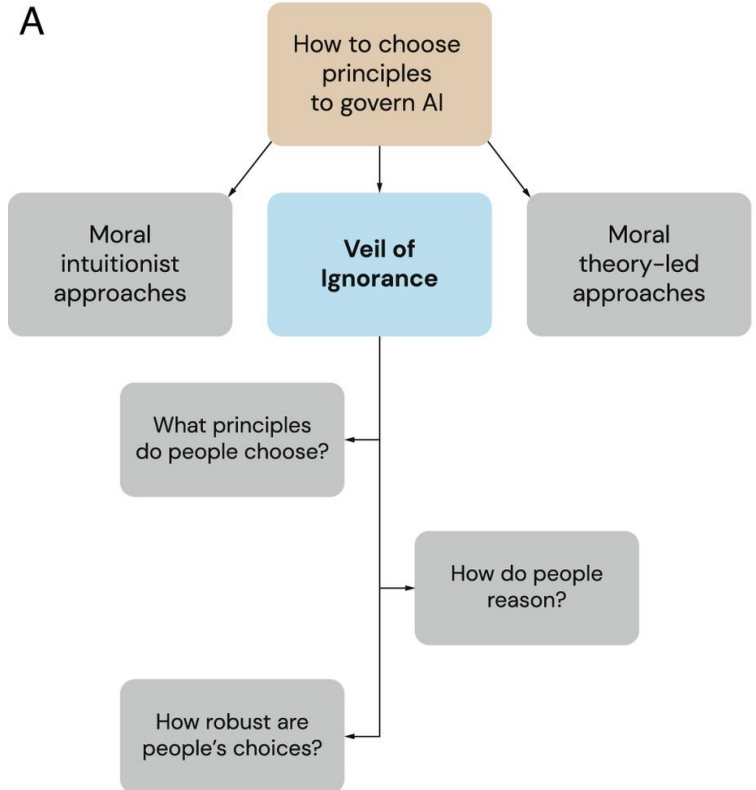 A
How to choose
principles
to govern AI
Moral
intuitionist
approaches
Veil of
Ignorance
Moral
theory-led
approaches
What principles
do people choose?
How do people
reason?
How robust are
people's choices?